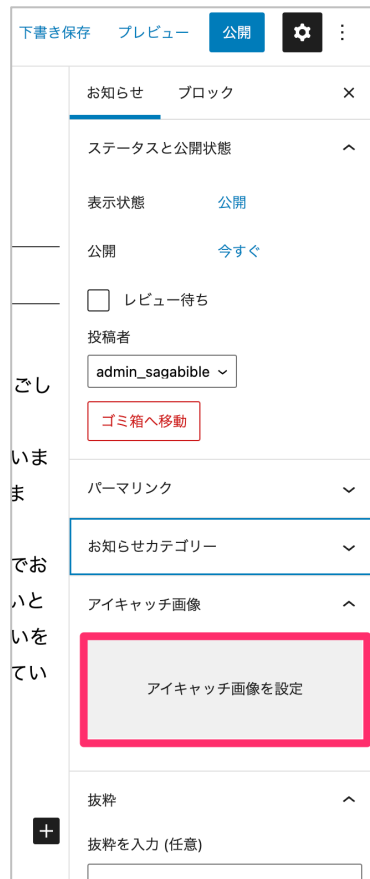 下書き保存 プレビュー 公開
お知らせ ブロック
ステータスと公開状態
表示状態 公開
公開 今すぐ
レビュー待ち
投稿者
admin_sagabible
ごし
ゴミ箱へ移動
いま
ま
パーマリンク
お知らせカテゴリー
でお
いと
アイキャッチ画像
いを
てい
アイキャッチ画像を設定
抜粋
抜粋を入力 (任意)